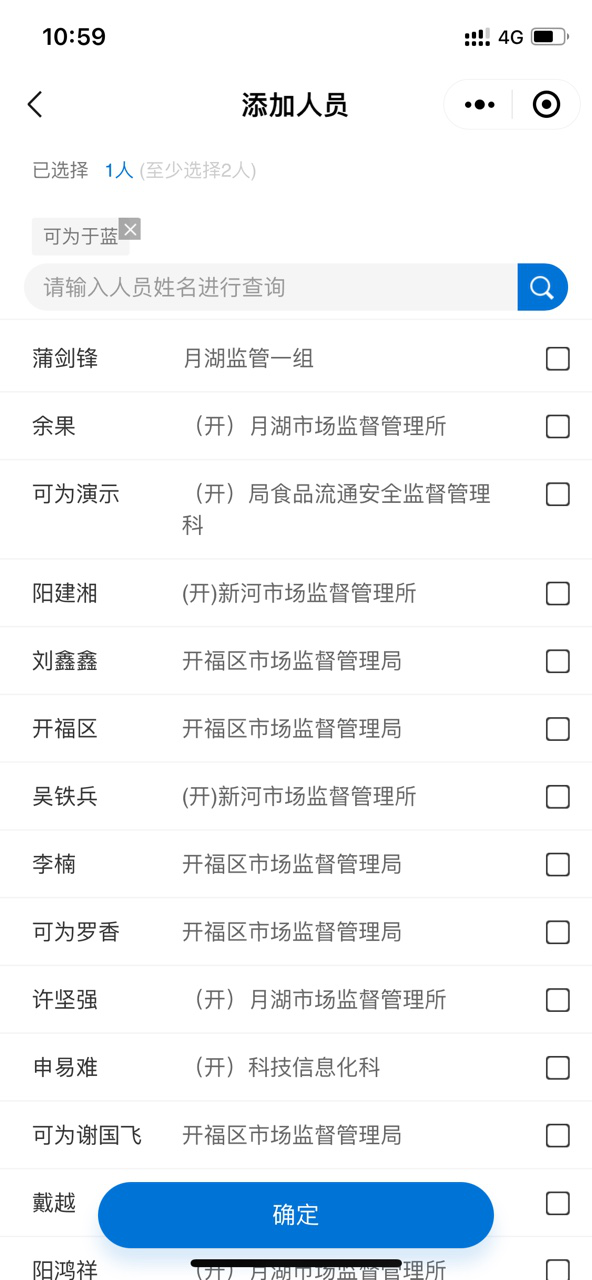 10:59
4G
添加人员
已选择 1人 (至少选择2人)
可为于蓝
请输入人员姓名进行查询
蒲剑锋 月湖监管一组
余果 （开）月湖市场监督管理所
可为演示 （开）局食品流通安全监督管理
科
阳建湘 (开)新河市场监督管理所
刘鑫鑫 开福区市场监督管理局
开福区 开福区市场监督管理局
吴铁兵 (开)新河市场监督管理所
李楠 开福区市场监督管理局
可为罗香 开福区市场监督管理局
许坚强 （开）月湖市场监督管理所
申易难 （开）科技信息化科
可为谢国飞 开福区市场监督管理局
戴越
确定
阳鸿祥 （开）月湖市场监督管理所